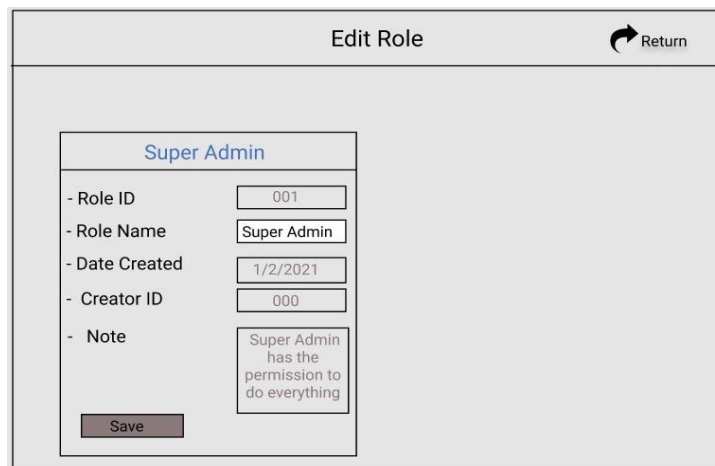 Edit Role
Return
Super Admin
- Role ID 001
- Role Name Super Admin
- Date Created 1/2/2021
- Creator ID 000
- Note
Super Admin
has the
permission to
do everything
Save